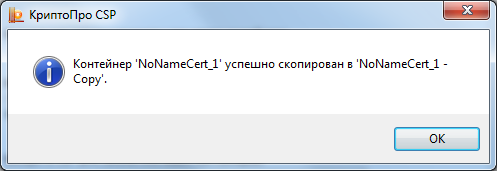 КриптоПро CSP
Контейнер 'NoNameCert_1' успешно скопирован в 'NoNameCert_1 -
Copy'.
OK